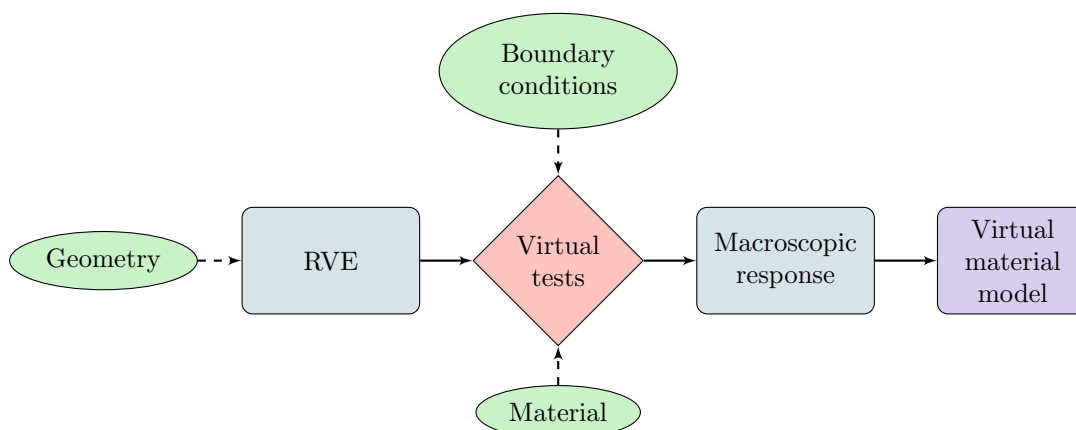 Boundary
conditions
Geometry
RVE
Virtual
tests
Macroscopic
response
Virtual
material
model
Material